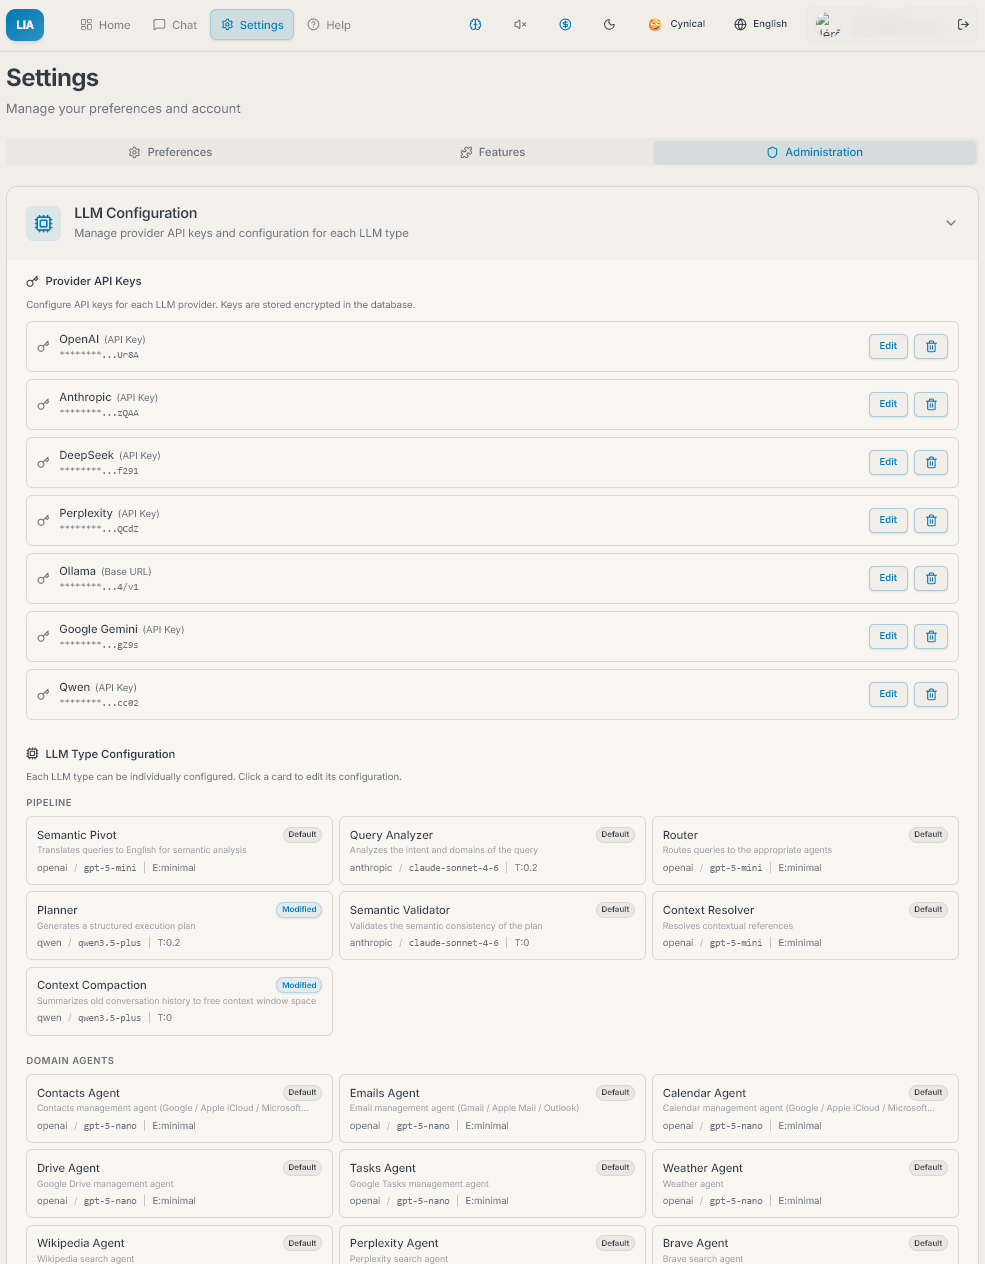 LIA
Home
Chat
Settings
Help
Cynical
English
Settings
Manage your preferences and account
Preferences
Features
Administration
LLM Configuration
Manage provider API keys and configuration for each LLM type
Provider API Keys
Configure API keys for each LLM provider. Keys are stored encrypted in the database.
OpenAI (API Key)
********...Ur8A
Edit
Anthropic (API Key)
********...zQAA
Edit
DeepSeek (API Key)
********...f291
Edit
Perplexity (API Key)
********...QCdZ
Edit
Ollama (Base URL)
********...4/v1
Edit
Google Gemini (API Key)
********...gZ9s
Edit
Qwen (API Key)
********...cc02
Edit
LLM Type Configuration
Each LLM type can be individually configured. Click a card to edit its configuration.
PIPELINE
Semantic Pivot Default
Translates queries to English for semantic analysis
openai / gpt-5-mini | E:minimal
Query Analyzer Default
Analyzes the intent and domains of the query
anthropic / claude-sonnet-4-6 | T:0.2
Router Default
Routes queries to the appropriate agents
openai / gpt-5-mini | E:minimal
Planner Modified
Generates a structured execution plan
qwen / qwen3.5-plus | T:0.2
Semantic Validator Default
Validates the semantic consistency of the plan
anthropic / claude-sonnet-4-6 | T:0
Context Resolver Default
Resolves contextual references
openai / gpt-5-mini | E:minimal
Context Compaction Modified
Summarizes old conversation history to free context window space
qwen / qwen3.5-plus | T:0
DOMAIN AGENTS
Contacts Agent Default
Contacts management agent (Google / Apple iCloud / Microsoft...
openai / gpt-5-nano | E:minimal
Emails Agent Default
Email management agent (Gmail / Apple Mail / Outlook)
openai / gpt-5-nano | E:minimal
Calendar Agent Default
Calendar management agent (Google / Apple iCloud / Microsoft...
openai / gpt-5-nano | E:minimal
Drive Agent Default
Google Drive management agent
openai / gpt-5-nano | E:minimal
Tasks Agent Default
Google Tasks management agent
openai / gpt-5-nano | E:minimal
Weather Agent Default
Weather agent
openai / gpt-5-nano | E:minimal
Wikipedia Agent Default
Wikipedia search agent
Perplexity Agent Default
Perplexity search agent
Brave Agent Default
Brave search agent